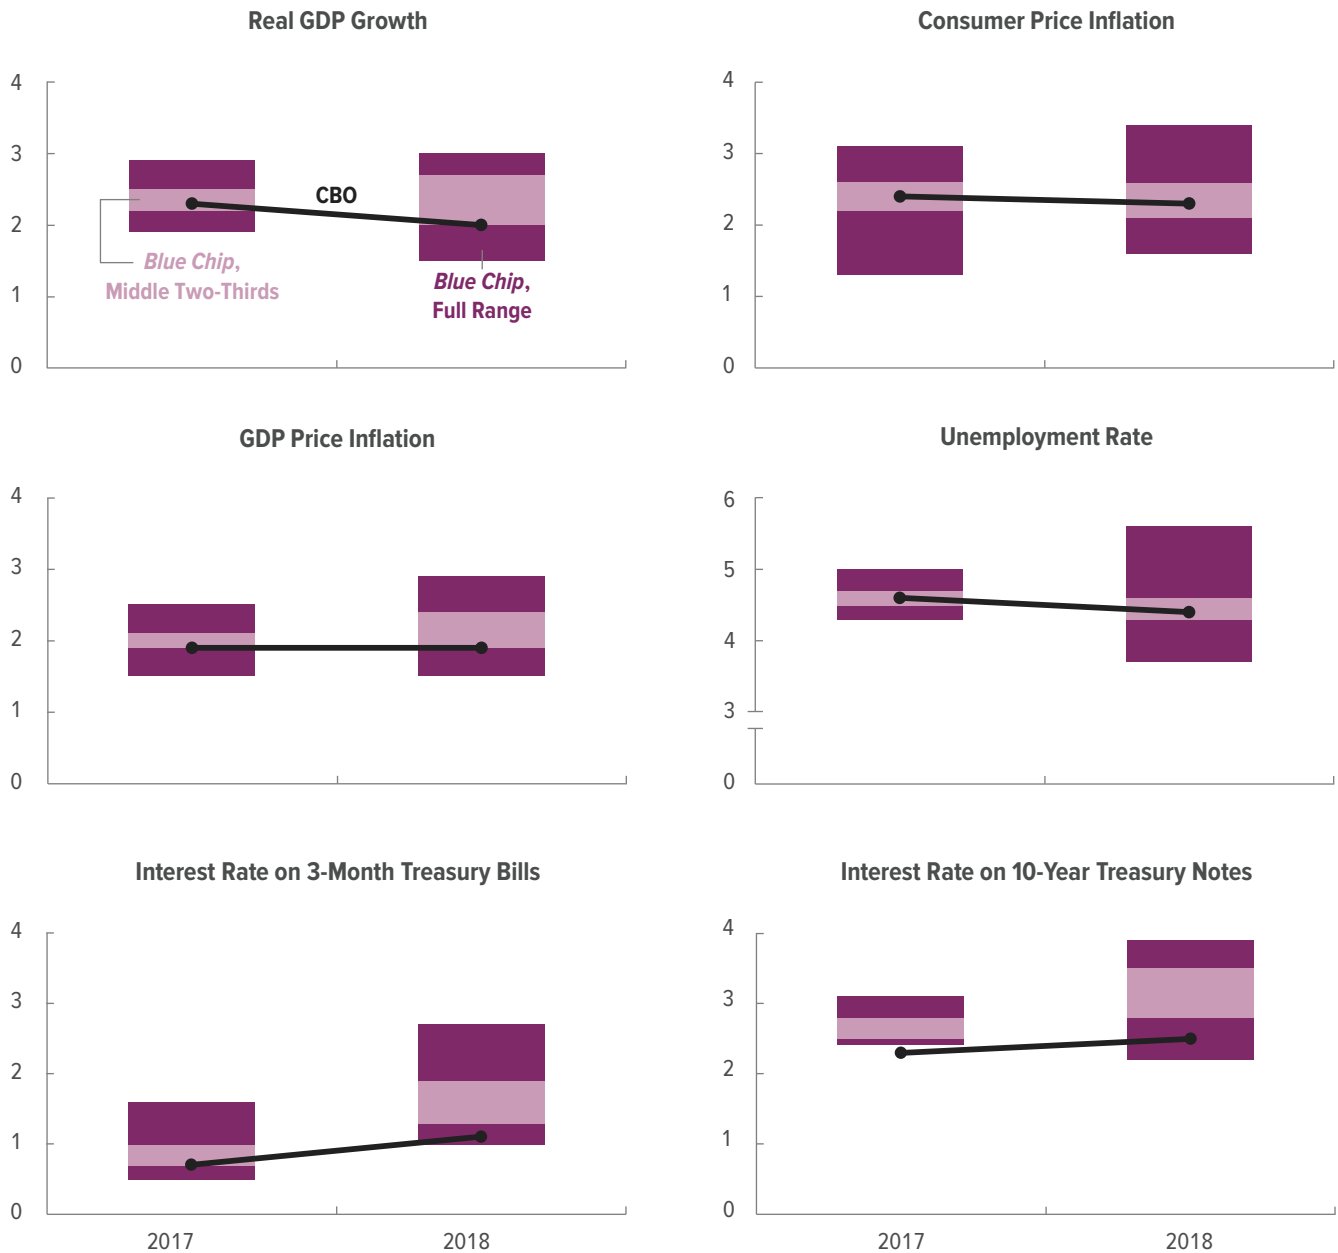 Real GDP Growth
4
3
2
1
0
CBO
Blue Chip,
Middle Two-Thirds
Blue Chip,
Full Range
Consumer Price Inflation
4
3
2
1
0
GDP Price Inflation
4
3
2
1
0
Unemployment Rate
6
5
4
3
0
Interest Rate on 3-Month Treasury Bills
4
3
2
1
0
2017 2018
Interest Rate on 10-Year Treasury Notes
4
3
2
1
0
2017 2018